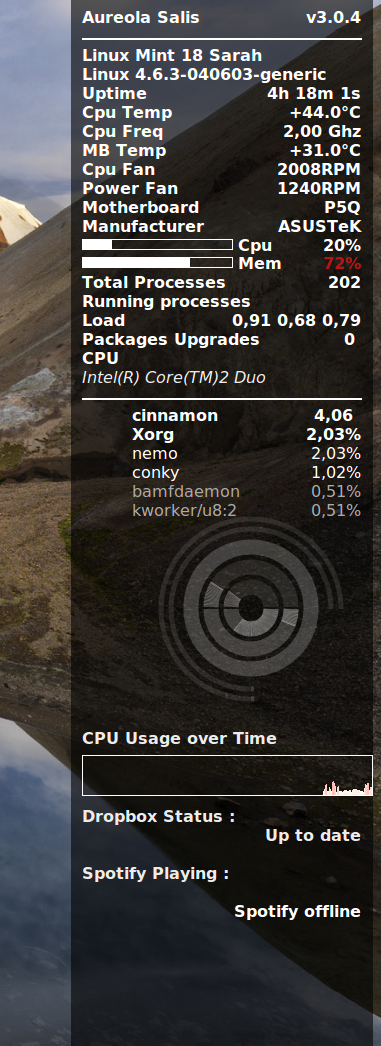 Aureola Salis v3.0.4
Linux Mint 18 Sarah
Linux 4.6.3-040603-generic
Uptime 4h 18m 1s
Cpu Temp +44.0°C
Cpu Freq 2,00 Ghz
MB Temp +31.0°C
Cpu Fan 2008RPM
Power Fan 1240RPM
Motherboard P5Q
Manufacturer ASUSTeK
Cpu 20%
Mem 72%
Total Processes 202
Running processes
Load 0,91 0,68 0,79
Packages Upgrades 0
CPU
Intel(R) Core(TM)2 Duo
cinnamon 4,06
Xorg 2,03%
nemo 2,03%
conky 1,02%
bamfdaemon 0,51%
kworker/u8:2 0,51%
CPU Usage over Time
Dropbox Status :
Up to date
Spotify Playing :
Spotify offline